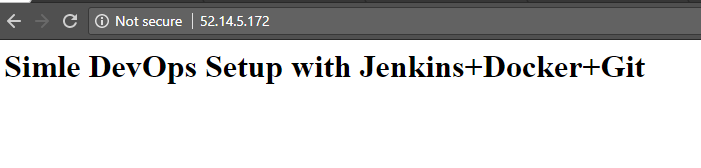 Not secure 52.14.5.172
Simle DevOps Setup with Jenkins+Docker+Git